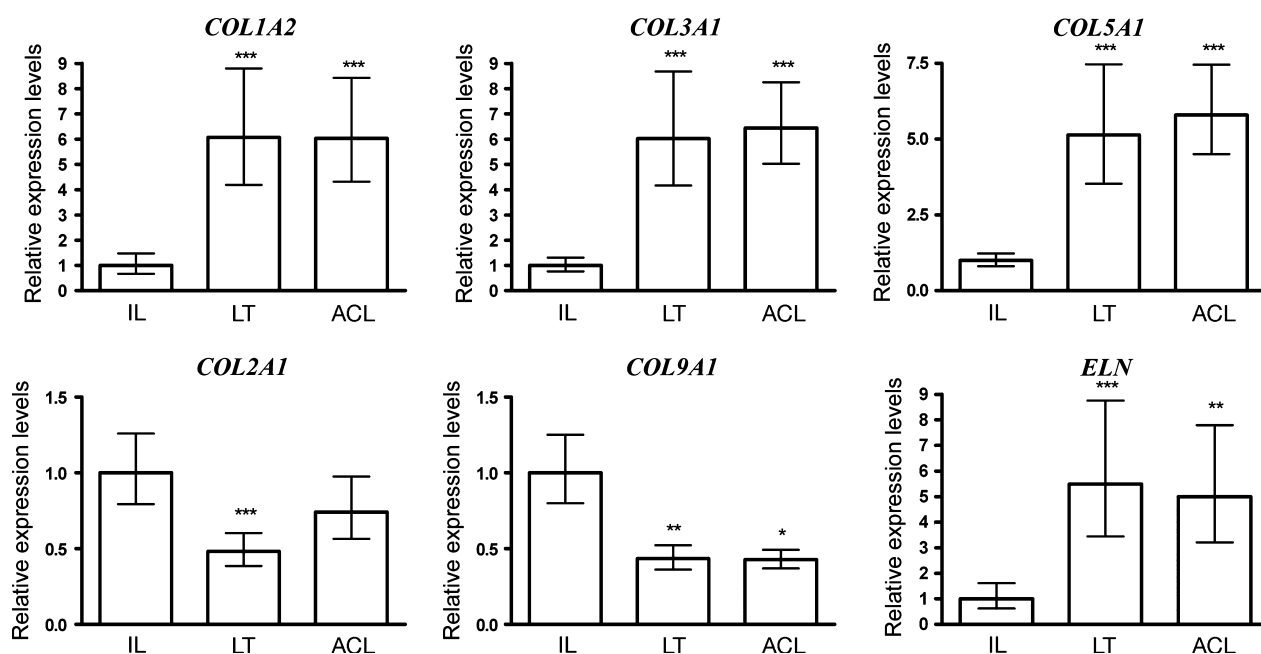 COL1A2
Relative expression levels
9
8
7
6
5
4
3
2
1
0
***
***
IL LT ACL
COL3A1
Relative expression levels
9
8
7
6
5
4
3
2
1
0
***
***
IL LT ACL
COL5A1
Relative expression levels
7.5
5.0
2.5
0.0
***
***
IL LT ACL
COL2A1
Relative expression levels
1.5
1.0
0.5
0.0
***
IL LT ACL
COL9A1
Relative expression levels
1.5
1.0
0.5
0.0
**
*
IL LT ACL
ELN
Relative expression levels
9
8
7
6
5
4
3
2
1
0
***
**
IL LT ACL